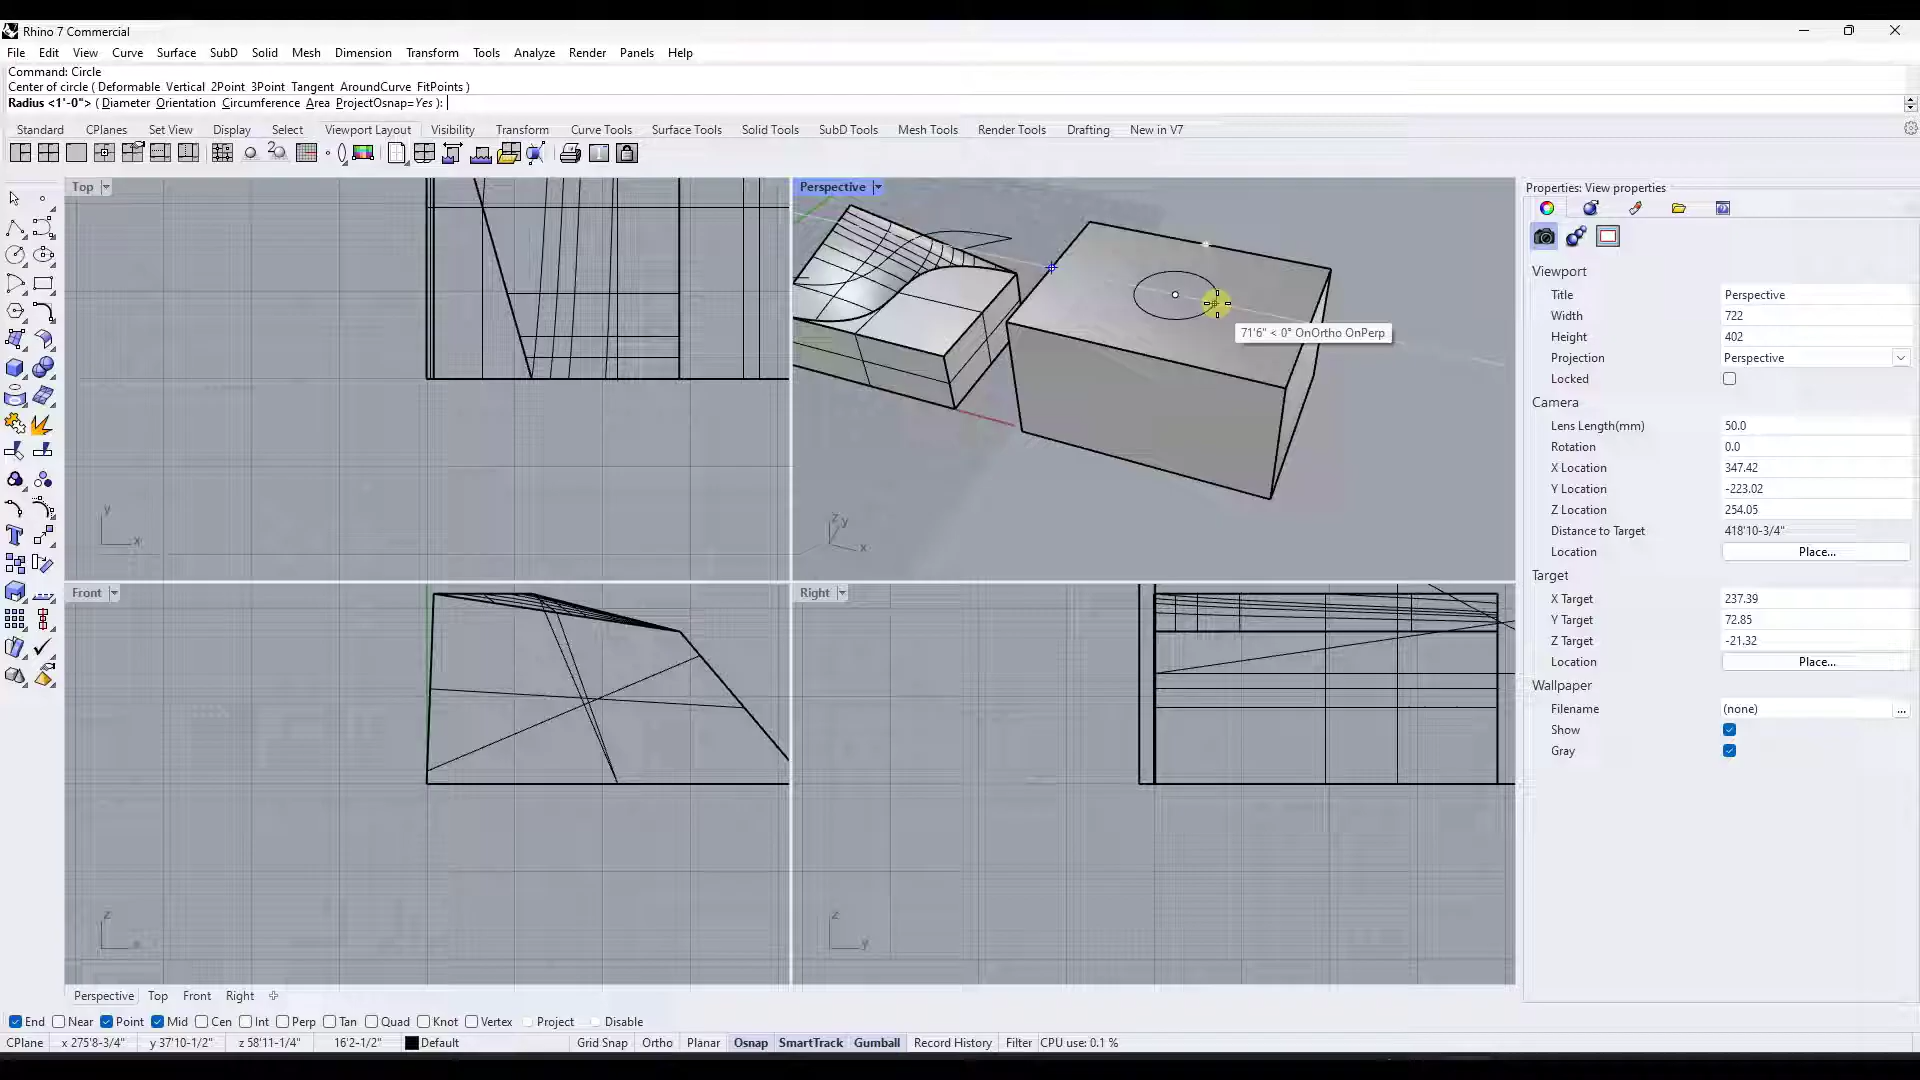 Rhino 7 Commercial
File Edit View Curve Surface SubD Solid Mesh Dimension Transform Tools Analyze Render Panels Help
Command: Circle
Center of circle ( Deformable Vertical 2Point 3Point Tangent AroundCurve FitPoints )
Radius <1'-0"> ( Diameter Orientation Circumference Area ProjectOsnap=Yes ):
Standard CPlanes Set View Display Select Viewport Layout Visibility Transform Curve Tools Surface Tools Solid Tools SubD Tools Mesh Tools Render Tools Drafting New in V7
Top
Perspective
71'6" < 0° OnOrtho OnPerp
y
x
z y
x
Front
Right
z
x
z
y
Properties: View properties
Viewport
Title Perspective
Width 722
Height 402
Projection Perspective
Locked
Camera
Lens Length(mm) 50.0
Rotation 0.0
X Location 347.42
Y Location -223.02
Z Location 254.05
Distance to Target 418'10-3/4"
Location Place...
Target
X Target 237.39
Y Target 72.85
Z Target -21.32
Location Place...
Wallpaper
Filename (none) ...
Show
Gray
Perspective Top Front Right
End Near Point Mid Cen Int Perp Tan Quad Knot Vertex Project Disable
CPlane x 275'8-3/4" y 37'10-1/2" z 58'11-1/4" 16'2-1/2" Default Grid Snap Ortho Planar Osnap SmartTrack Gumball Record History Filter CPU use: 0.1 %